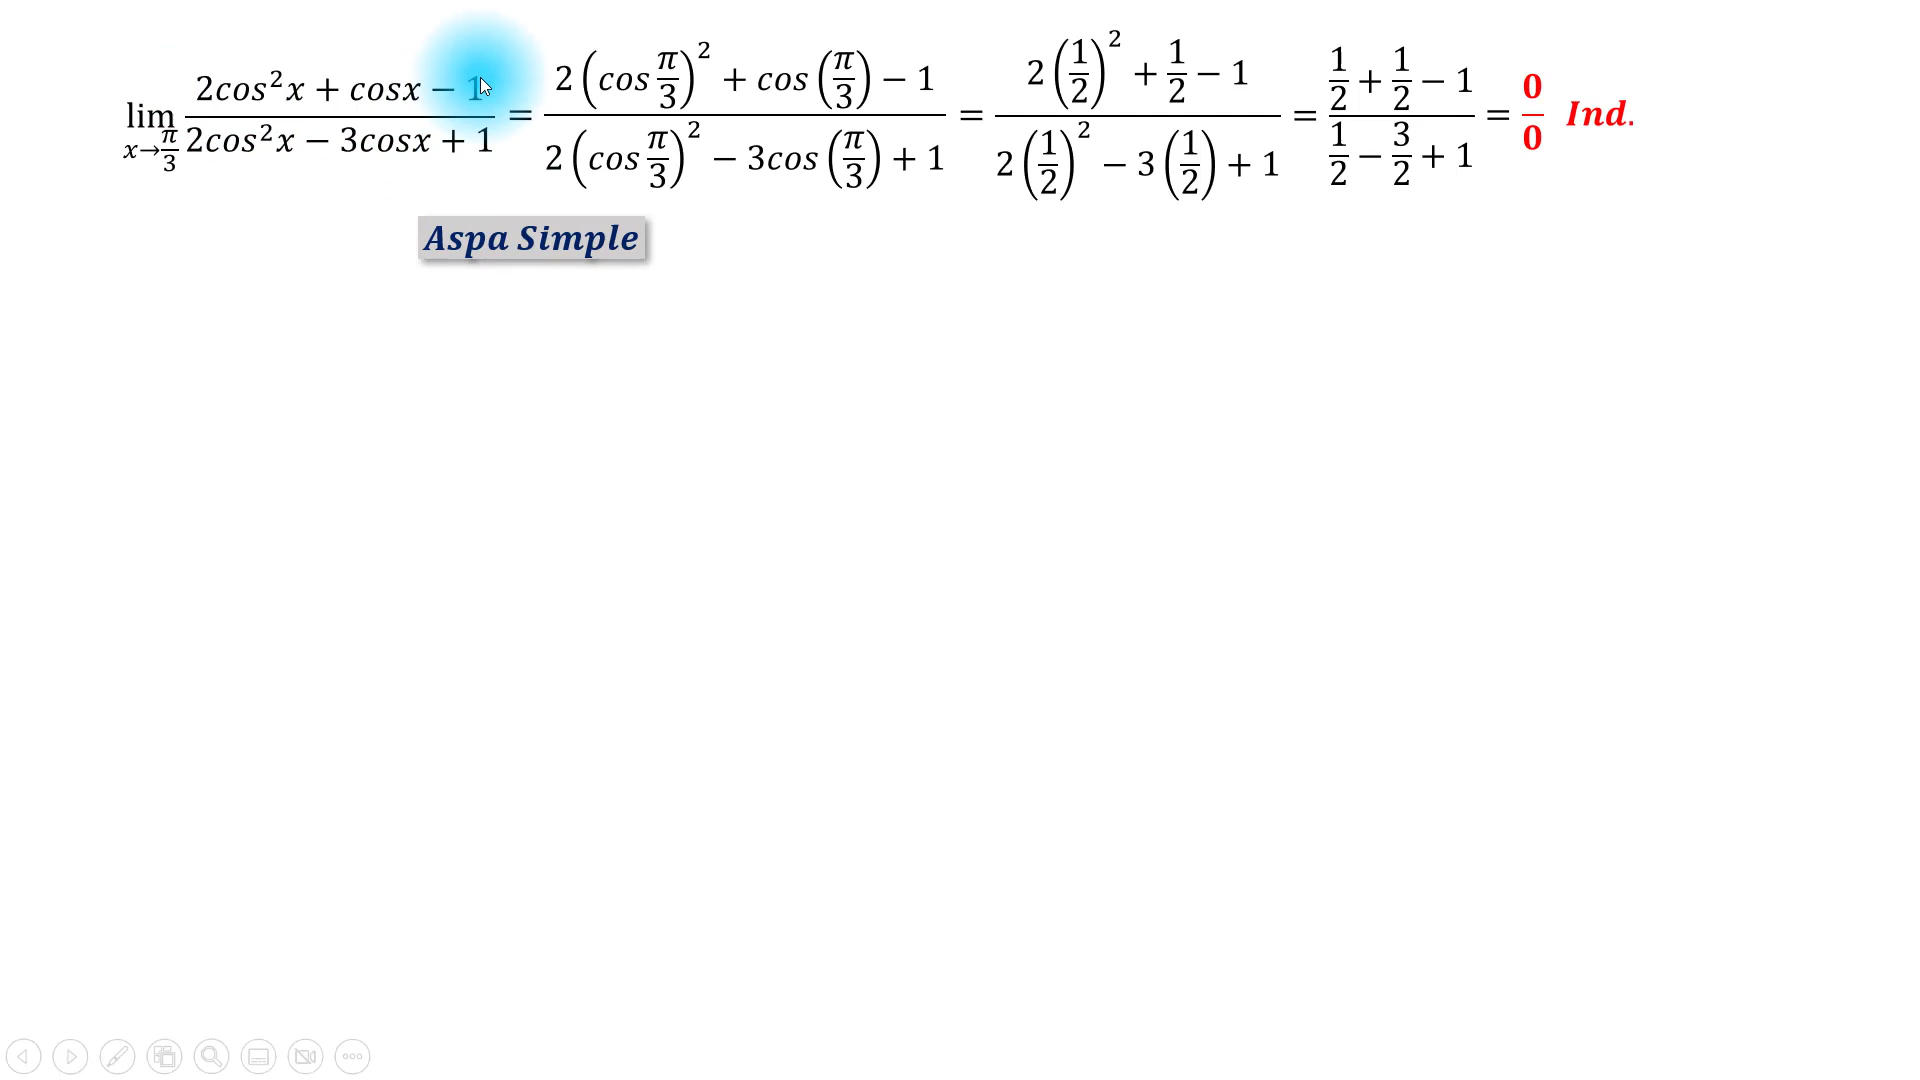 lim x→π/3 (2cos²x + cosx − 1)/(2cos²x − 3cosx + 1) = (2(cos π/3)² + cos(π/3) − 1)/(2(cos π/3)² − 3cos(π/3) + 1) = (2(1/2)² + 1/2 − 1)/(2(1/2)² − 3(1/2) + 1) = (1/2 + 1/2 − 1)/(1/2 − 3/2 + 1) = 0/0 Ind.
Aspa Simple